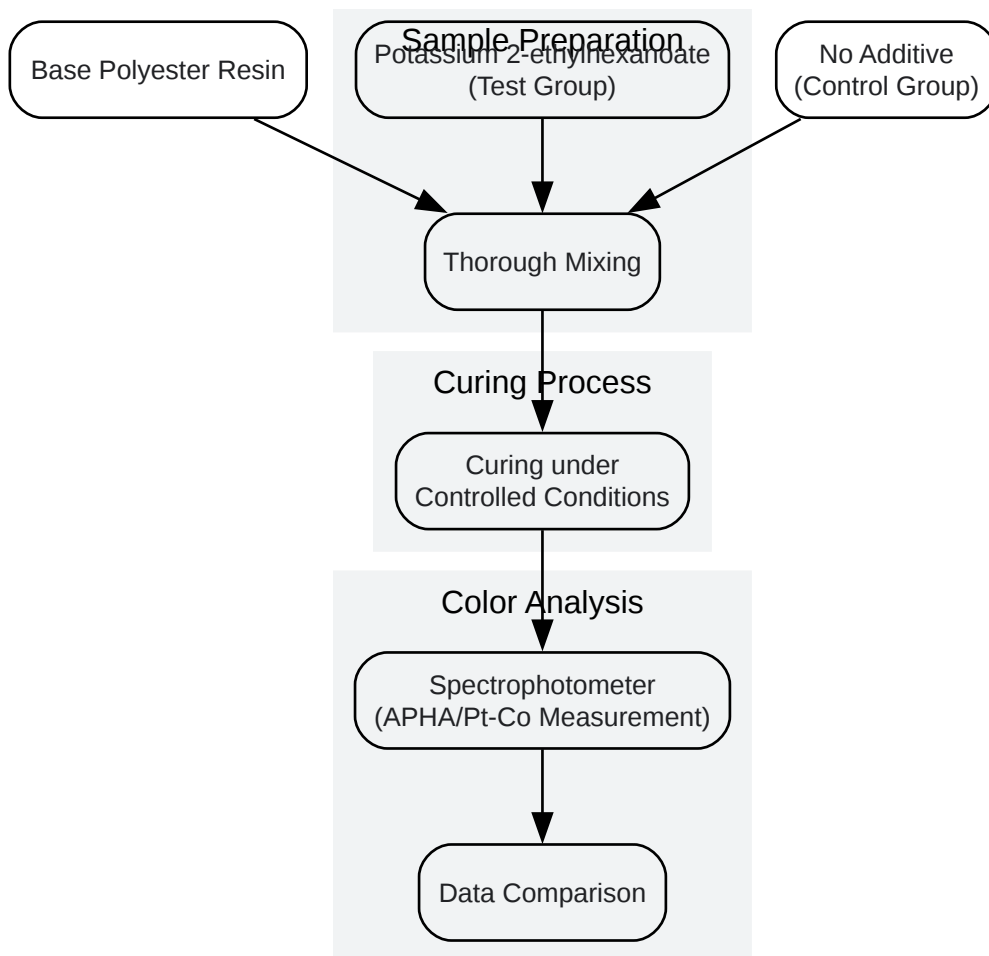 Sample Preparation
Base Polyester Resin
Potassium 2-ethylhexanoate
(Test Group)
No Additive
(Control Group)
Thorough Mixing
Curing Process
Curing under
Controlled Conditions
Color Analysis
Spectrophotometer
(APHA/Pt-Co Measurement)
Data Comparison